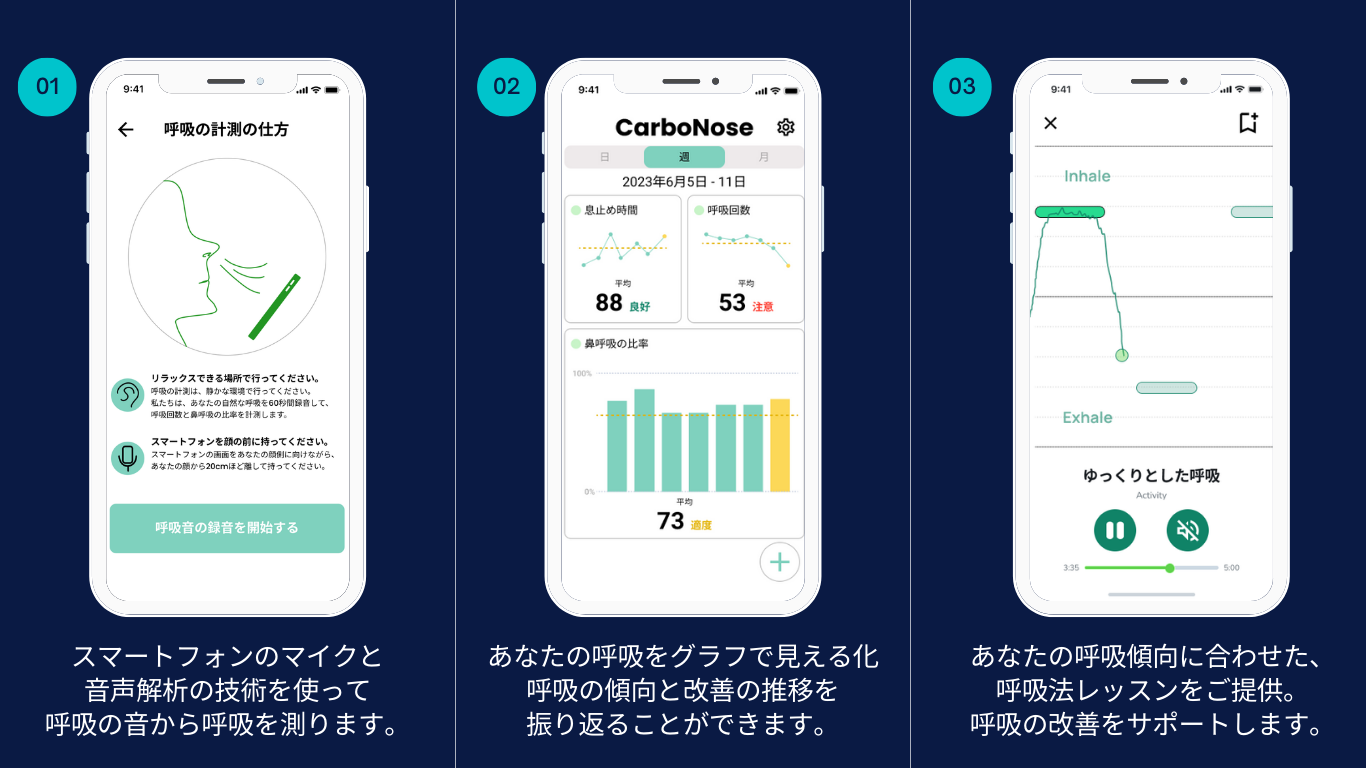 01
9:41
呼吸の計測の仕方
リラックスできる場所で行ってください。
呼吸の計測は、静かな環境で行ってください。
私たちは、あなたの自然な呼吸を60秒間録音して、
呼吸回数と鼻呼吸の比率を計測します。
スマートフォンを顔の前に持ってください。
スマートフォンの画面をあなたの顔側に向けながら、
あなたの顔から20cmほど離して持ってください。
呼吸音の録音を開始する
スマートフォンのマイクと
音声解析の技術を使って
呼吸の音から呼吸を測ります。
02
9:41
CarboNose
日 週 月
2023年6月5日 - 11日
息止め時間
平均
88 良好
呼吸回数
平均
53 注意
鼻呼吸の比率
100%
0%
平均
73 適度
あなたの呼吸をグラフで見える化
呼吸の傾向と改善の推移を
振り返ることができます。
03
9:41
Inhale
Exhale
ゆっくりとした呼吸
Activity
3:35 5:00
あなたの呼吸傾向に合わせた、
呼吸法レッスンをご提供。
呼吸の改善をサポートします。